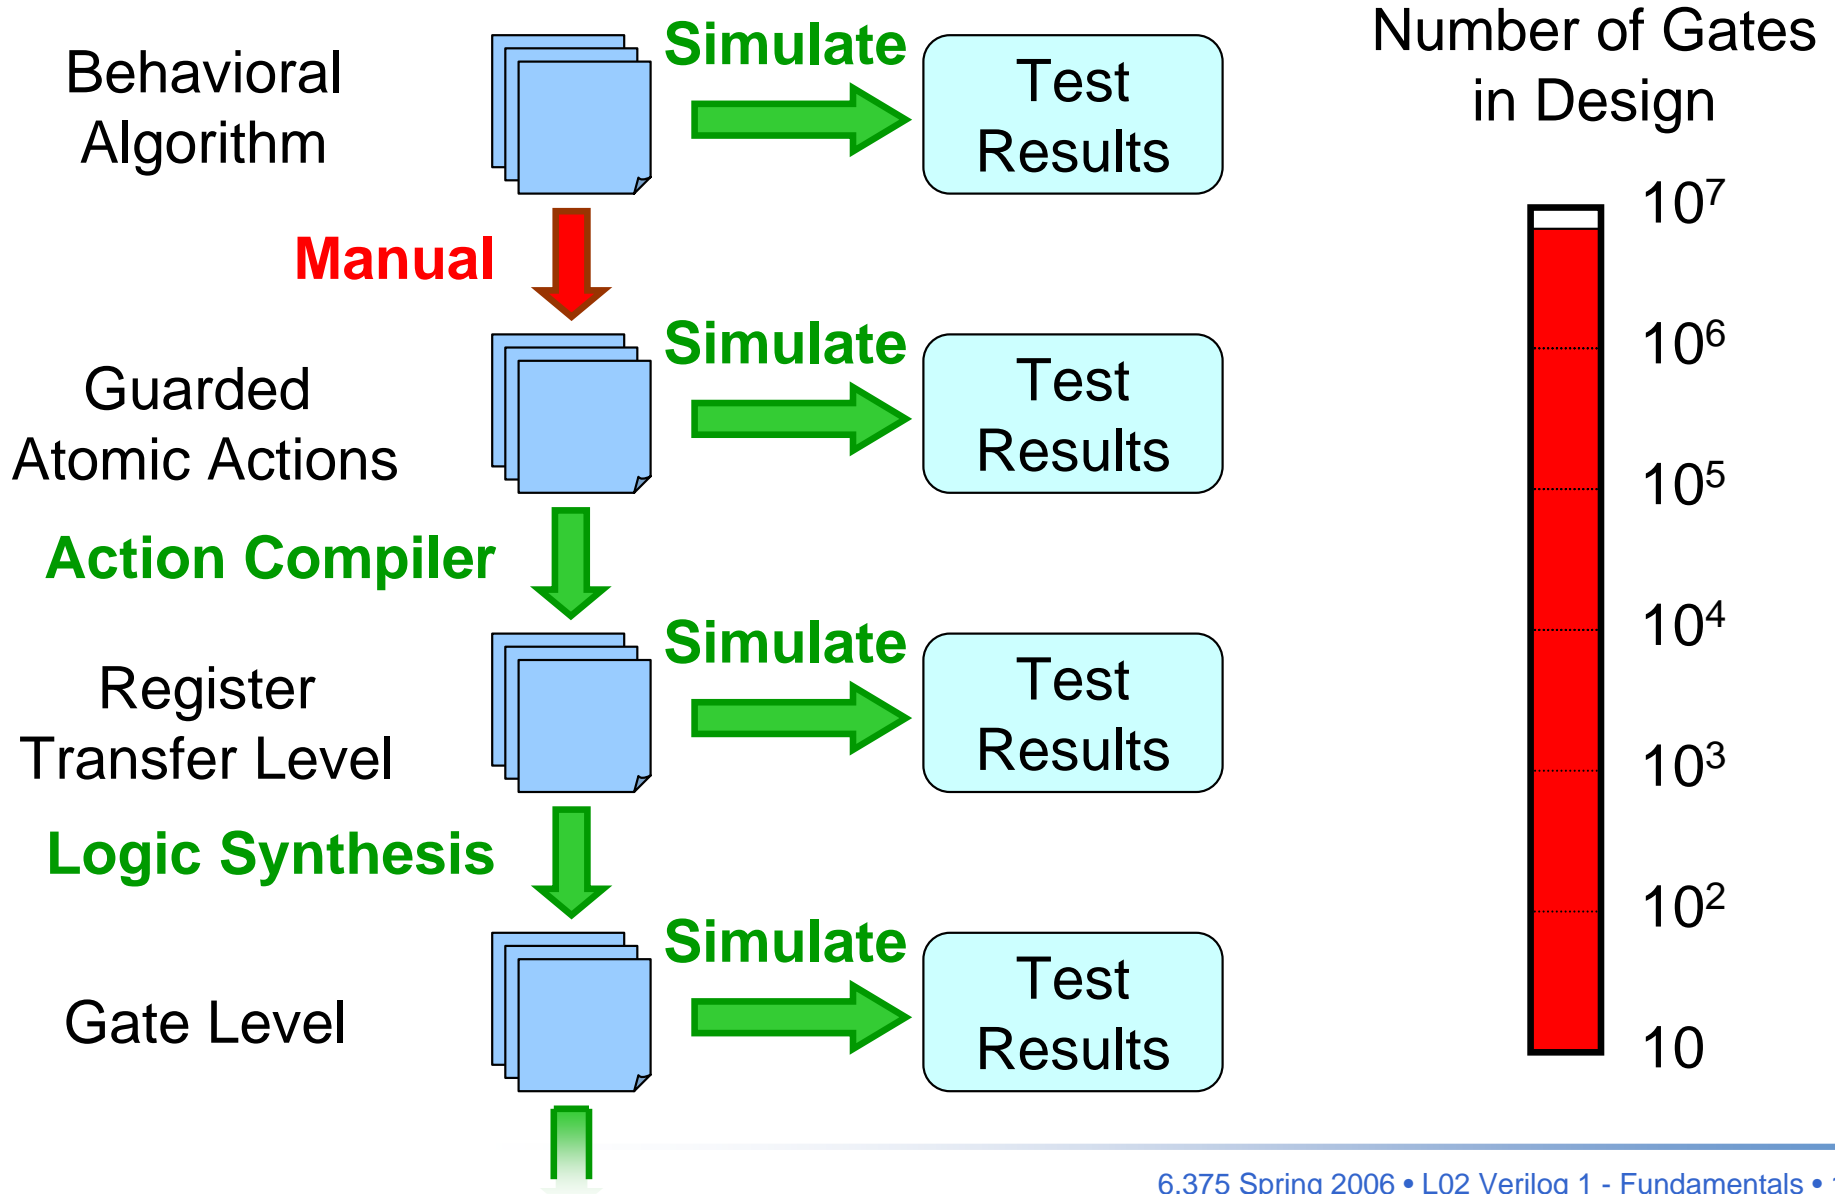 Behavioral
Algorithm
Simulate
Test
Results
Manual
Guarded
Atomic Actions
Simulate
Test
Results
Action Compiler
Register
Transfer Level
Simulate
Test
Results
Logic Synthesis
Gate Level
Simulate
Test
Results
Number of Gates
in Design
10⁷
10⁶
10⁵
10⁴
10³
10²
10
6.375 Spring 2006 • L02 Verilog 1 - Fundamentals •